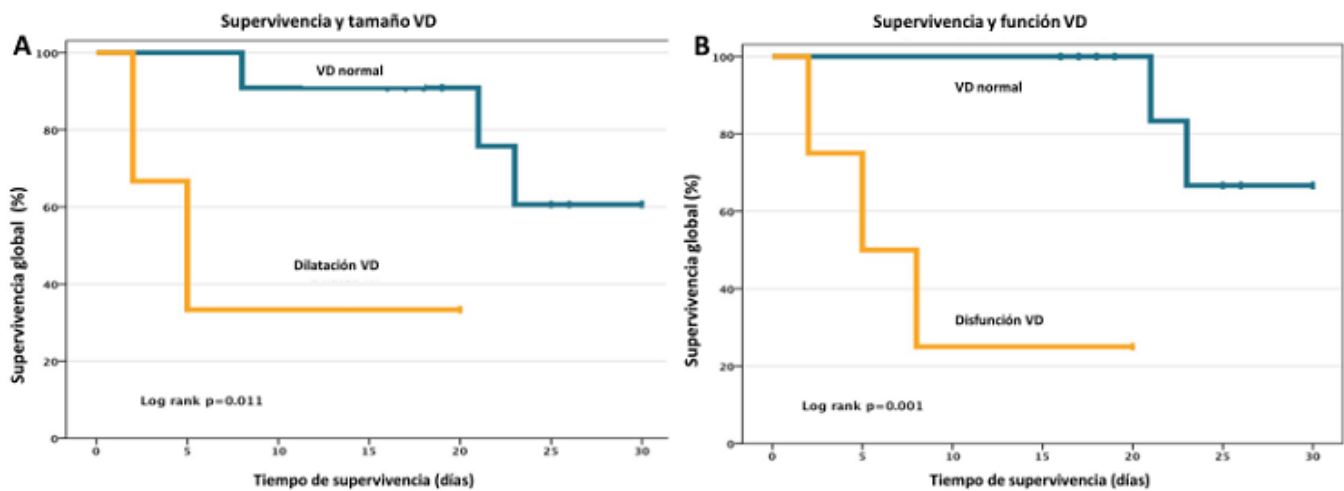 Supervivencia y tamaño VD
A
100
80
60
40
20
0
Supervivencia global (%)
VD normal
Dilatación VD
Log rank p=0.011
0 5 10 15 20 25 30
Tiempo de supervivencia (días)
Supervivencia y función VD
B
100
80
60
40
20
0
Supervivencia global (%)
VD normal
Disfunción VD
Log rank p=0.001
0 5 10 15 20 25 30
Tiempo de supervivencia (días)